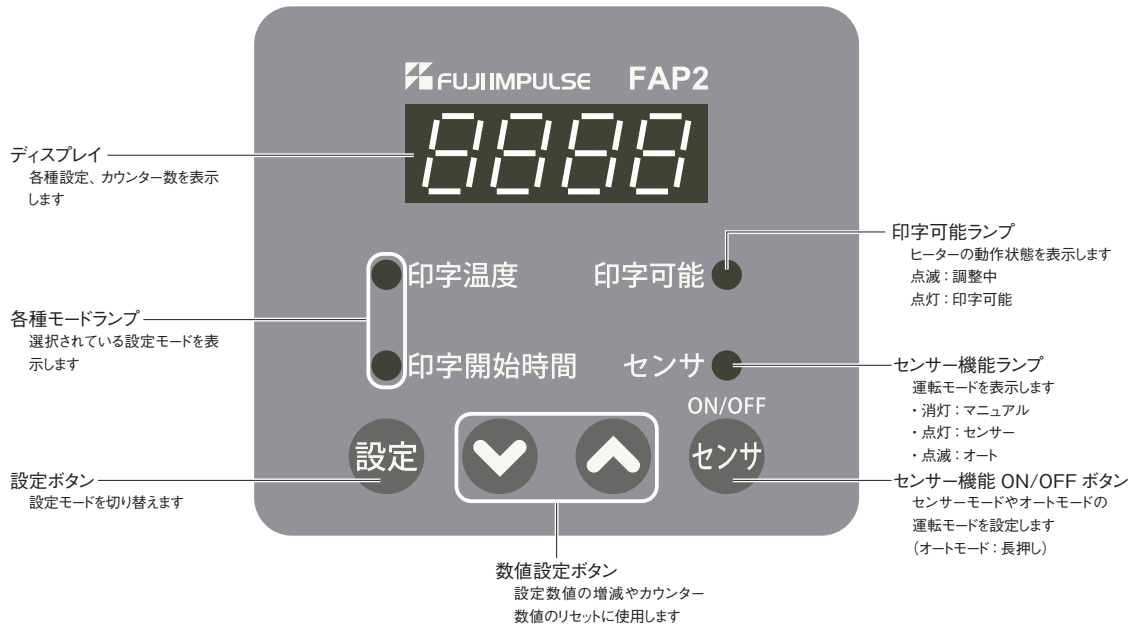 FUJI IMPULSE FAP2
8888
ディスプレイ
各種設定、カウンター数を表示
します
印字温度
印字可能
印字可能ランプ
ヒーターの動作状態を表示します
点滅：調整中
点灯：印字可能
各種モードランプ
選択されている設定モードを表
示します
印字開始時間
センサ
センサー機能ランプ
運転モードを表示します
・消灯：マニュアル
・点灯：センサー
・点滅：オート
ON/OFF
設定
センサ
設定ボタン
設定モードを切り替えます
センサー機能 ON/OFF ボタン
センサーモードやオートモードの
運転モードを設定します
（オートモード：長押し）
数値設定ボタン
設定数値の増減やカウンター
数値のリセットに使用します